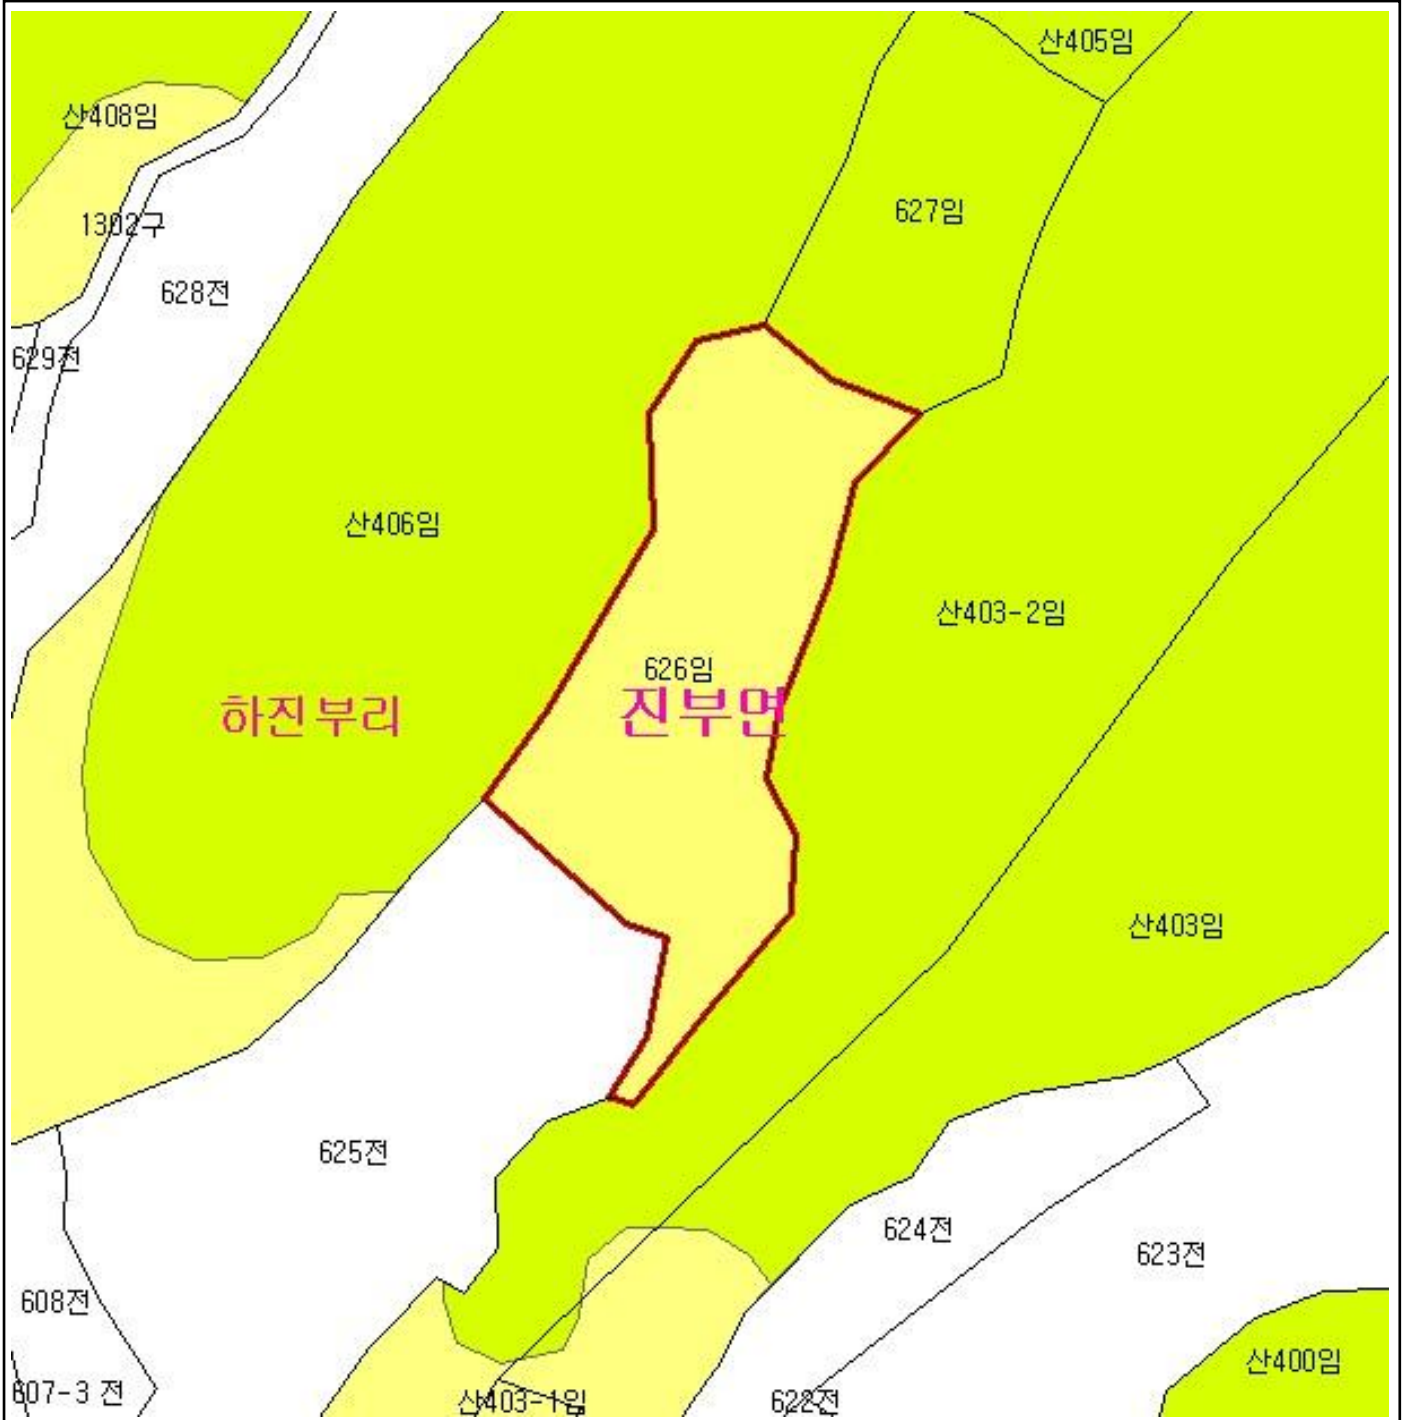 산405임
산408임
627임
1302구
628전
629전
산406임
산403-2임
626임
하진부리
진부면
산403임
625전
624전
623전
608전
산400임
607-3 전
산403-1임
622전